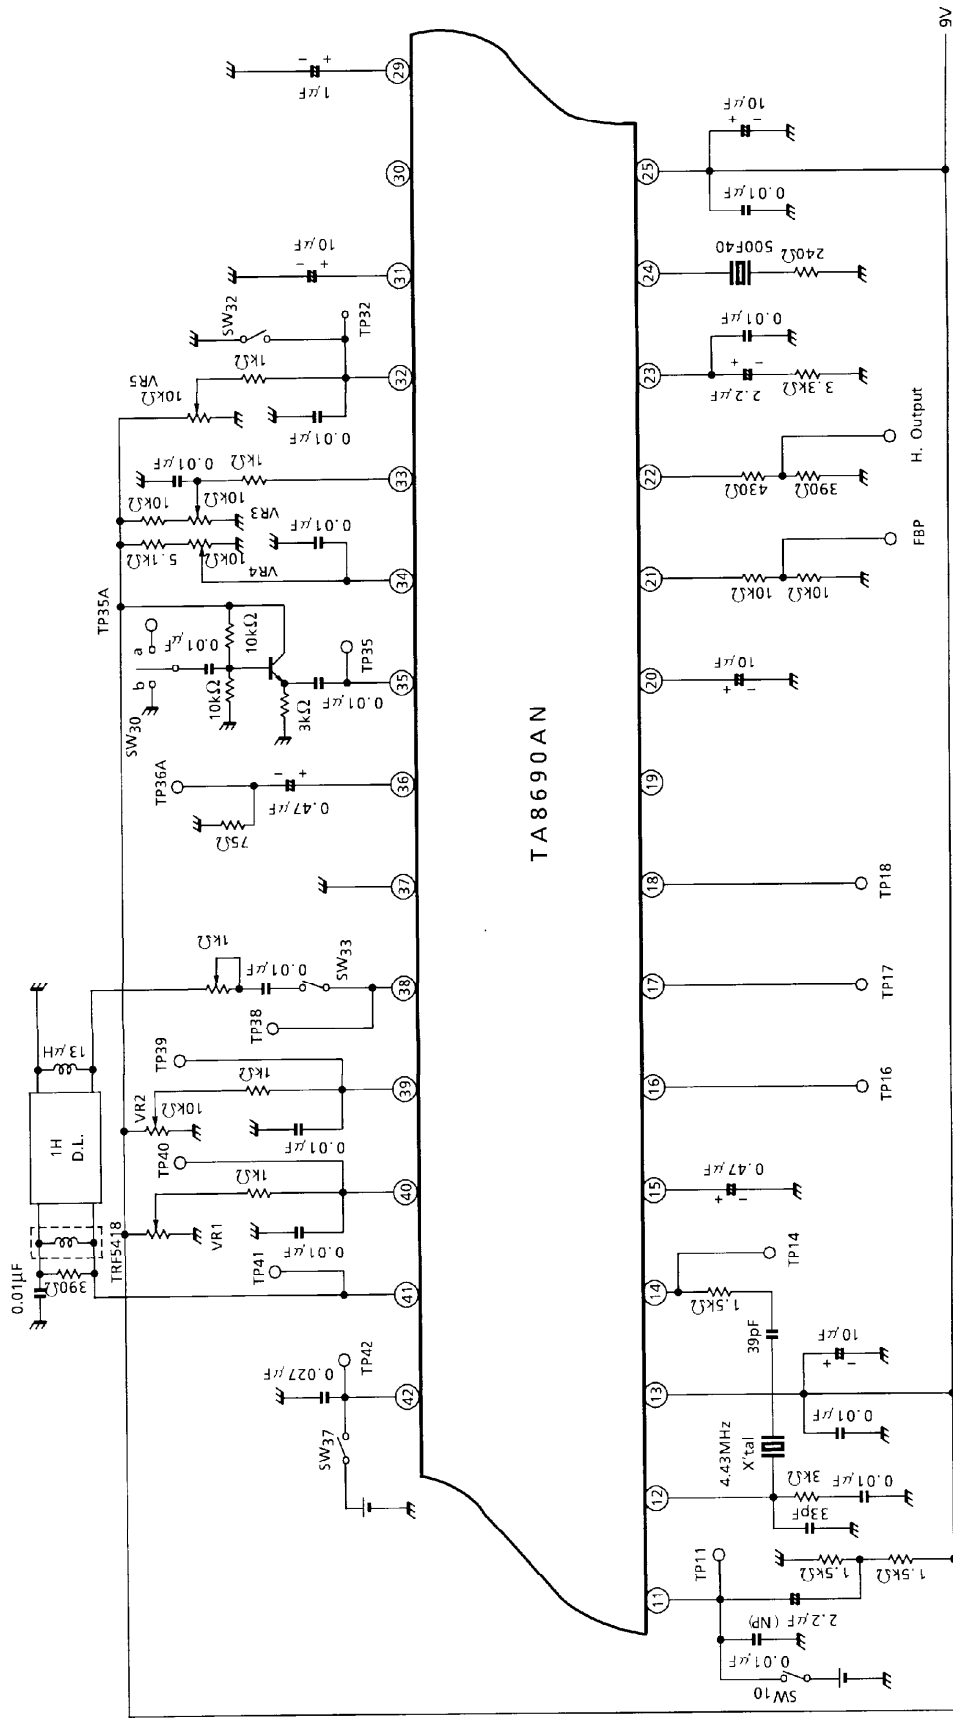 0.01μF
390Ω
TRF5418
1H
D.L.
13μH
TP41
0.01μF
VR1
1kΩ
TP40
0.01μF
VR2
10kΩ
1kΩ
TP39
TP38
1kΩ
0.01μF
SW33
75Ω
0.47μF
TP36A
SW30
b
a
0.01μF
10kΩ
10kΩ
3kΩ
0.01μF
TP35
TP35A
5.1kΩ
10kΩ
VR4
0.01μF
VR3
10kΩ
10kΩ
0.01μF
1kΩ
VR5
10kΩ
1kΩ
0.01μF
SW32
TP32
10μF
- +
1μF
- +
SW37
0.027μF
TP42
42
41
40
39
38
37
36
- +
35
34
33
32
31
30
29
TA8690AN
11
12
13
14
15
16
17
18
19
20
21
22
23
24
25
SW10
0.01μF
2.2μF (NP)
TP11
1.5kΩ
1.5kΩ
33pF
3kΩ
0.01μF
4.43MHz
X'tal
39pF
1.5kΩ
TP14
0.01μF
10μF
+ -
0.47μF
+ -
TP16
TP17
TP18
10μF
+ -
10kΩ
10kΩ
FBP
430Ω
390Ω
H. Output
2.2μF
+ -
3.3kΩ
0.01μF
500F40
240Ω
0.01μF
10μF
+ -
9V